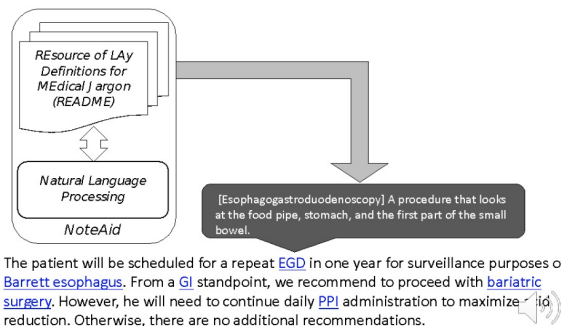 REsource of LAy
Definitions for
MEdical Jargon
(README)
Natural Language
Processing
NoteAid
[Esophagogastroduodenoscopy] A procedure that looks
at the food pipe, stomach, and the first part of the small
bowel.
The patient will be scheduled for a repeat EGD in one year for surveillance purposes o
Barrett esophagus. From a GI standpoint, we recommend to proceed with bariatric
surgery. However, he will need to continue daily PPI administration to maximize
reduction. Otherwise, there are no additional recommendations.